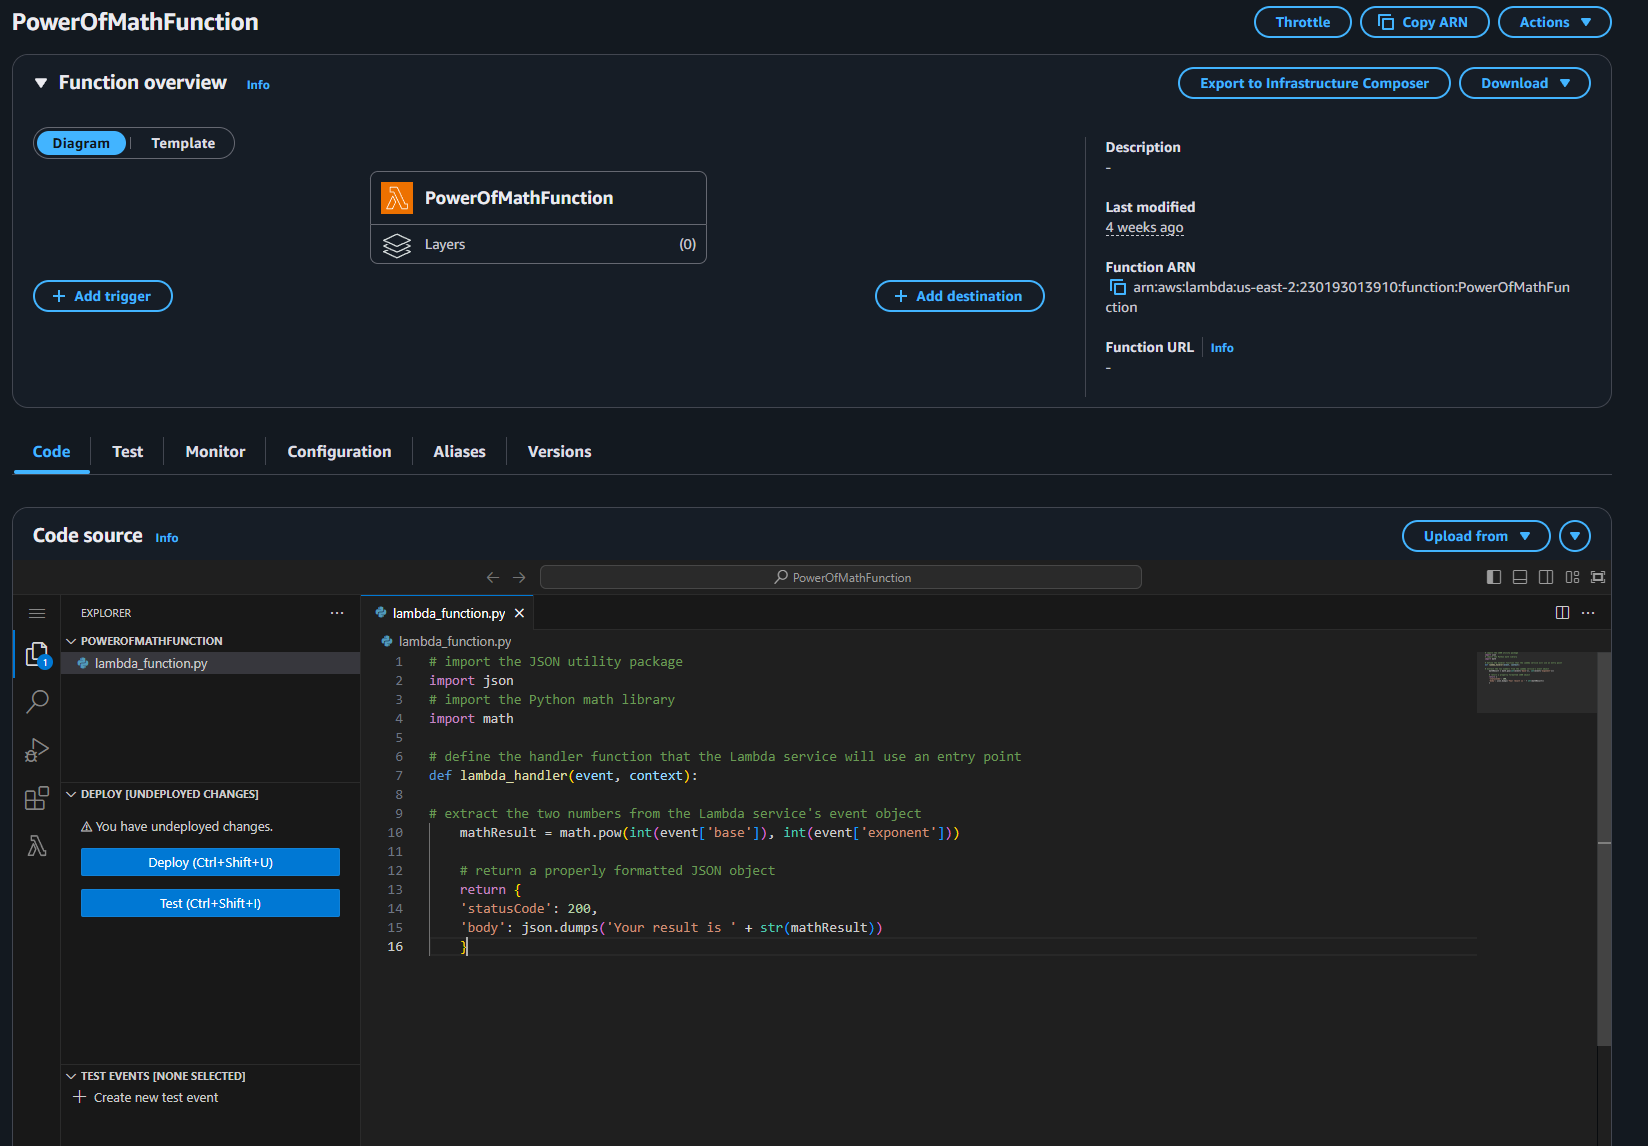 PowerOfMathFunction
Throttle
Copy ARN
Actions
Function overview
Info
Export to Infrastructure Composer
Download
Diagram
Template
PowerOfMathFunction
Layers
(0)
Add trigger
Add destination
Description
-
Last modified
4 weeks ago
Function ARN
arn:aws:lambda:us-east-2:230193013910:function:PowerOfMathFun
ction
Function URL
Info
-
Code
Test
Monitor
Configuration
Aliases
Versions
Code source
Info
Upload from
PowerOfMathFunction
EXPLORER
POWEROFMATHFUNCTION
lambda_function.py
1
DEPLOY [UNDEPLOYED CHANGES]
You have undeployed changes.
Deploy (Ctrl+Shift+U)
Test (Ctrl+Shift+I)
TEST EVENTS [NONE SELECTED]
Create new test event
lambda_function.py
lambda_function.py
1 # import the JSON utility package
2 import json
3 # import the Python math library
4 import math
5
6 # define the handler function that the Lambda service will use an entry point
7 def lambda_handler(event, context):
8
9 # extract the two numbers from the Lambda service's event object
10 mathResult = math.pow(int(event['base']), int(event['exponent']))
11
12 # return a properly formatted JSON object
13 return {
14 'statusCode': 200,
15 'body': json.dumps('Your result is ' + str(mathResult))
16 }